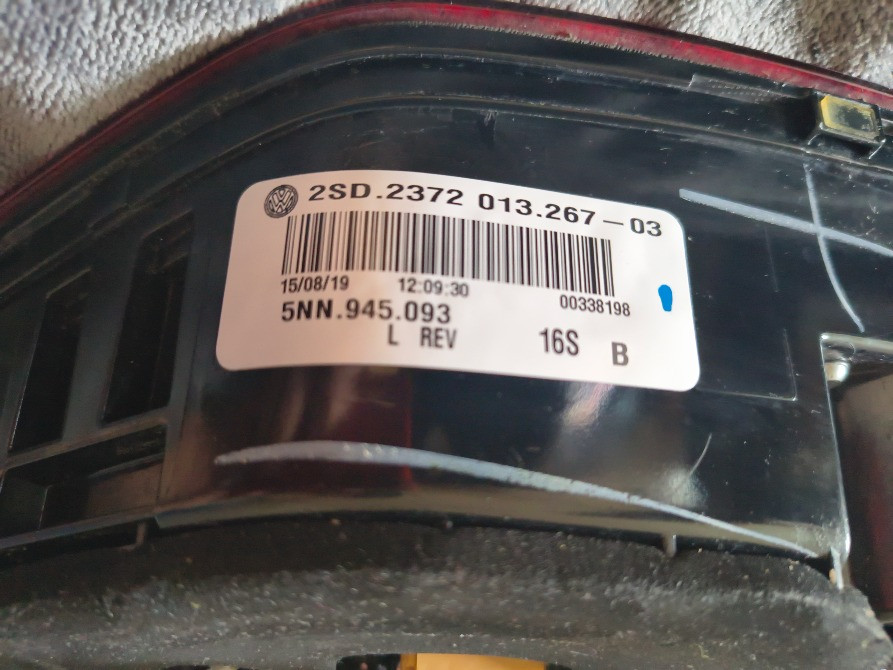 2SD.2372 013.267-03
15/08/19 12:09:30 00338198
5NN.945.093
L REV 16S B